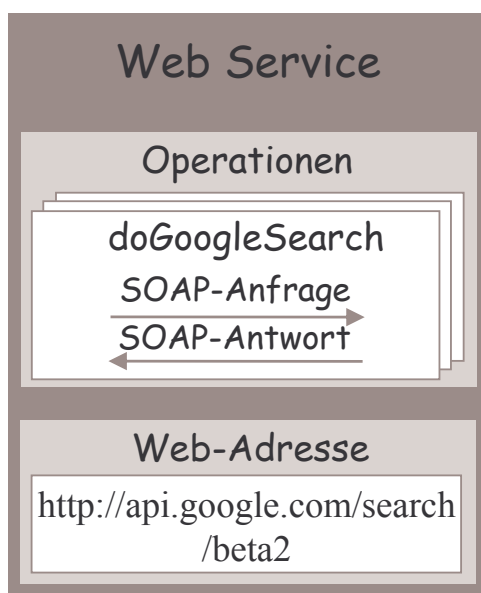 Web Service
Operationen
doGoogleSearch
SOAP-Anfrage
SOAP-Antwort
Web-Adresse
http://api.google.com/search
/beta2